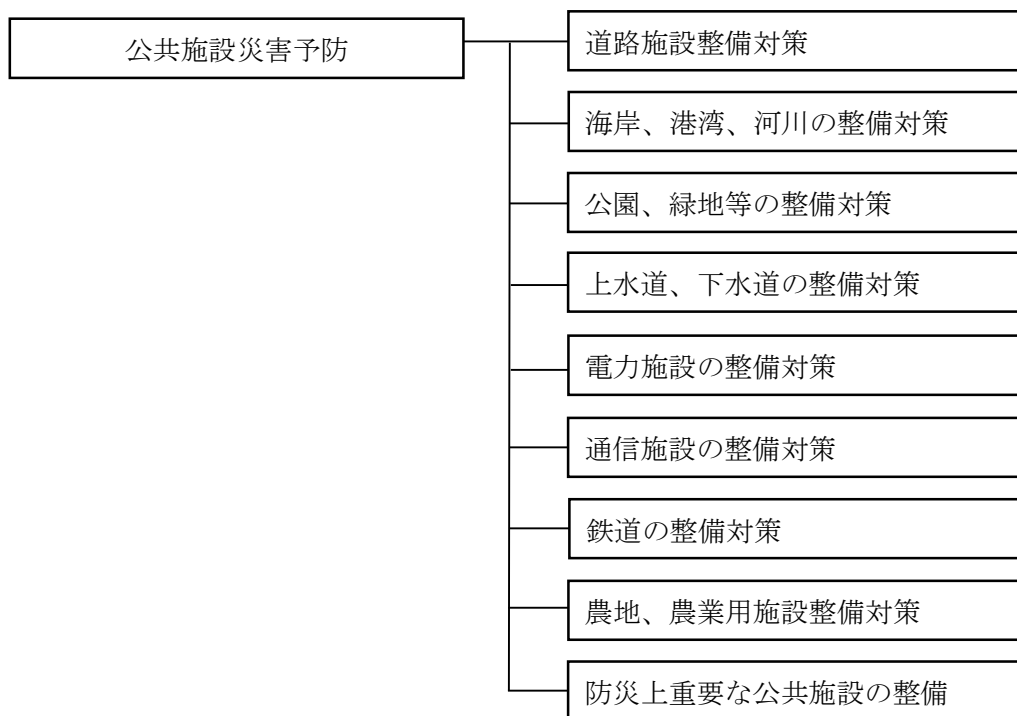 公共施設災害予防
道路施設整備対策
海岸、港湾、河川の整備対策
公園、緑地等の整備対策
上水道、下水道の整備対策
電力施設の整備対策
通信施設の整備対策
鉄道の整備対策
農地、農業用施設整備対策
防災上重要な公共施設の整備